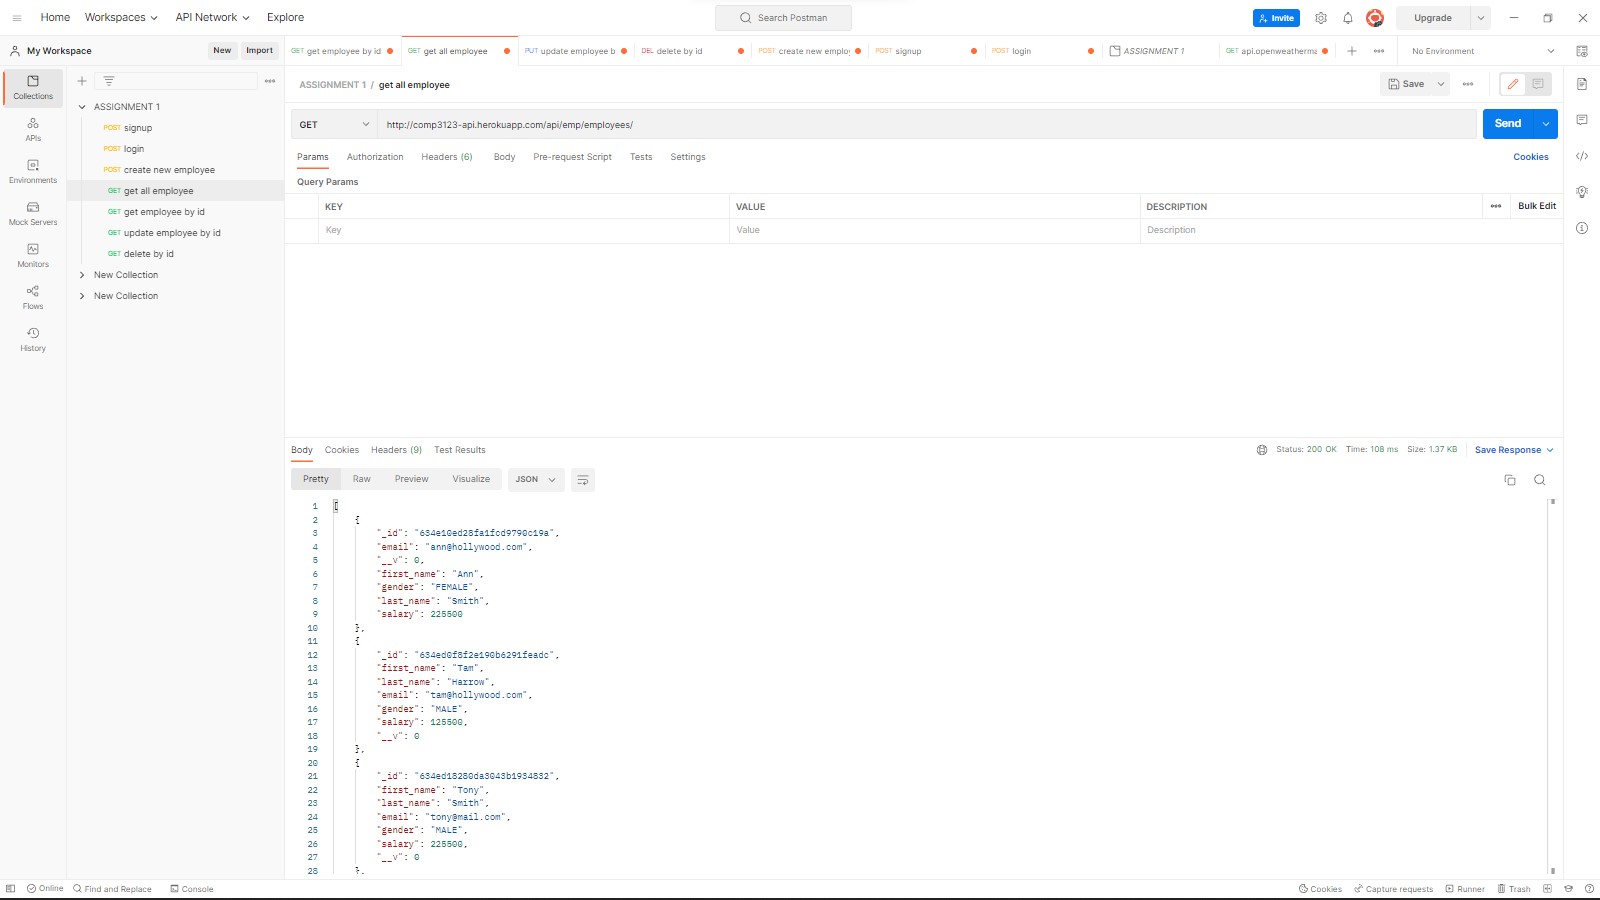 Home Workspaces API Network Explore Search Postman Invite Upgrade
My Workspace New Import
GET get employee by id GET get all employee PUT update employee b DEL delete by id POST create new employ POST signup POST login ASSIGNMENT 1 GET api.openweatherma No Environment
Collections
APIs
Environments
Mock Servers
Monitors
Flows
History
ASSIGNMENT 1
POST signup
POST login
POST create new employee
GET get all employee
GET get employee by id
GET update employee by id
GET delete by id
New Collection
New Collection
ASSIGNMENT 1 / get all employee Save
GET http://comp3123-api.herokuapp.com/api/emp/employees/ Send
Params Authorization Headers (6) Body Pre-request Script Tests Settings Cookies
Query Params
KEY VALUE DESCRIPTION Bulk Edit
Key Value Description
Body Cookies Headers (9) Test Results Status: 200 OK Time: 108 ms Size: 1.37 KB Save Response
Pretty Raw Preview Visualize JSON
1 [
2 {
3 "_id": "634e10ed28fa1fcd9790c19a",
4 "email": "ann@hollywood.com",
5 "__v": 0,
6 "first_name": "Ann",
7 "gender": "FEMALE",
8 "last_name": "Smith",
9 "salary": 225500
10 },
11 {
12 "_id": "634ed0f8f2e190b6291feadc",
13 "first_name": "Tam",
14 "last_name": "Harrow",
15 "email": "tam@hollywood.com",
16 "gender": "MALE",
17 "salary": 125500,
18 "__v": 0
19 },
20 {
21 "_id": "634ed18280da3043b1934832",
22 "first_name": "Tony",
23 "last_name": "Smith",
24 "email": "tony@mail.com",
25 "gender": "MALE",
26 "salary": 225500,
27 "__v": 0
28 },
Online Find and Replace Console Cookies Capture requests Runner Trash